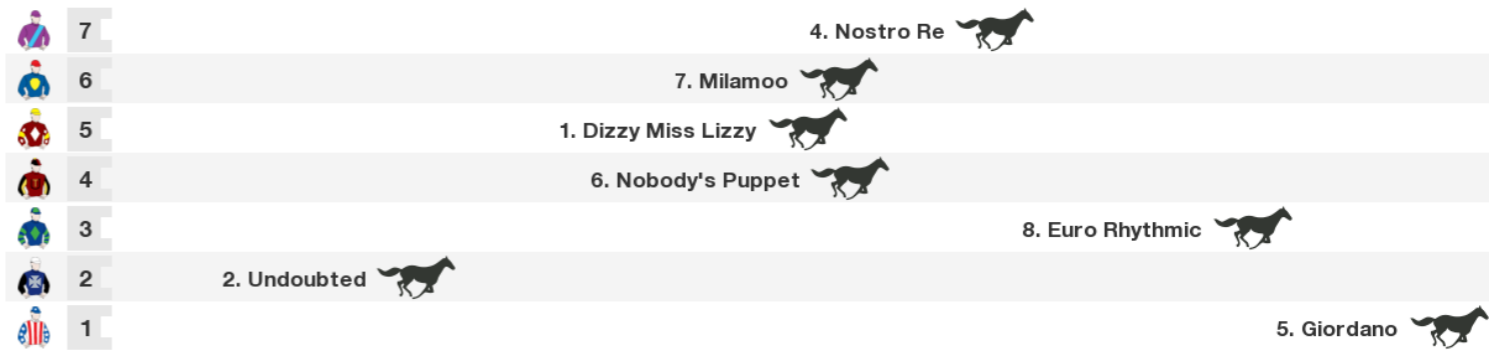 7 4. Nostro Re
6 7. Milamoo
5 1. Dizzy Miss Lizzy
4 6. Nobody's Puppet
3 8. Euro Rhythmic
2 2. Undoubted
1 5. Giordano